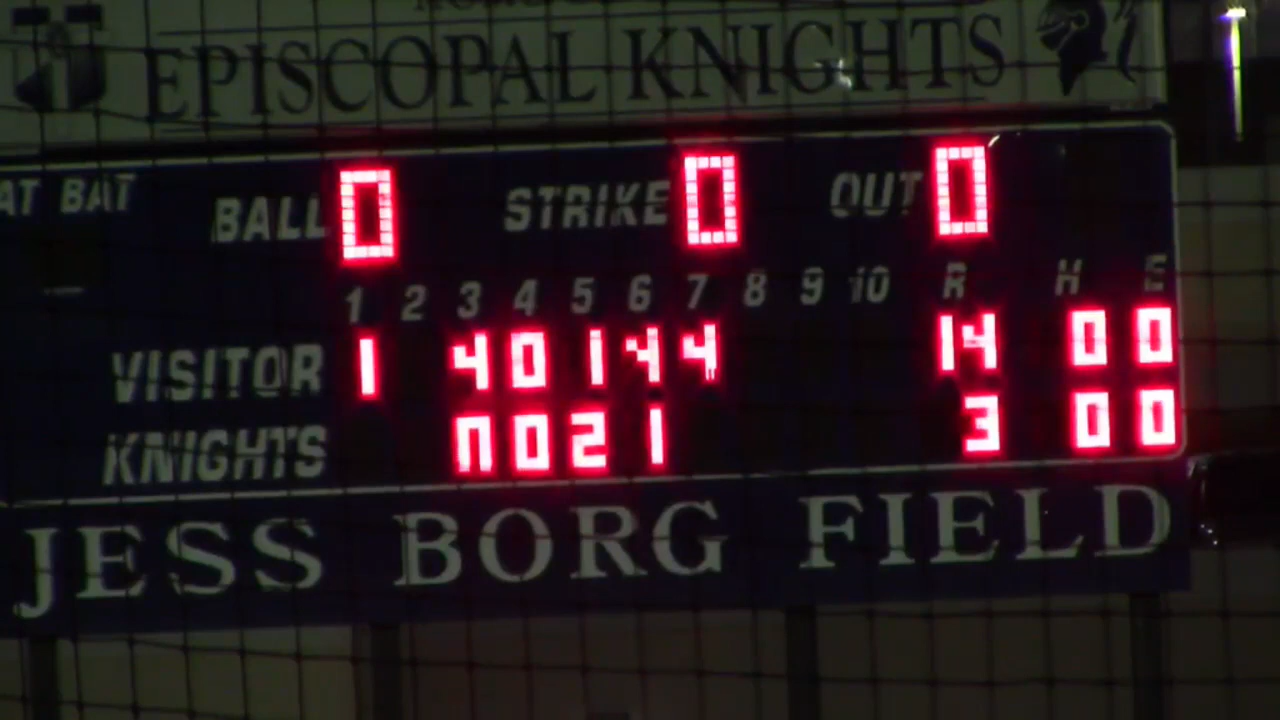 EPISCOPAL KNIGHTS
AT BAT BALL 0 STRIKE 0 OUT 0
1 2 3 4 5 6 7 8 9 10 R H E
VISITOR 1 4 0 1 4 4 14 0 0
KNIGHTS 0 0 2 1 3 0 0
JESS BORG FIELD